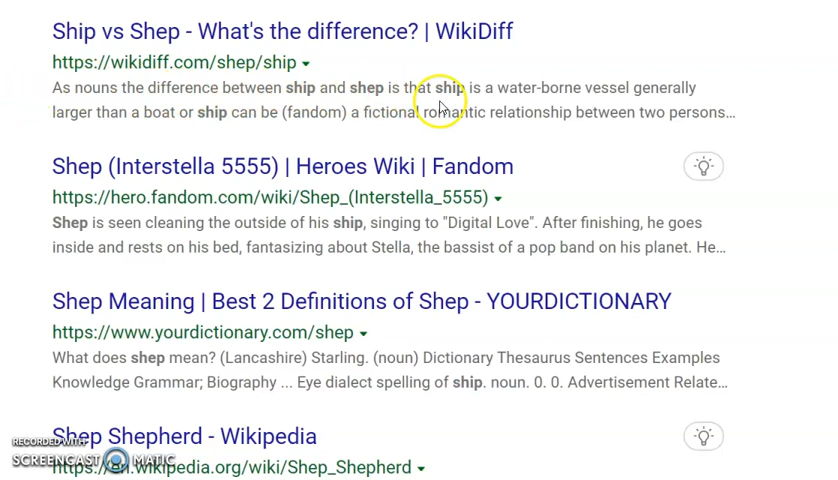 Ship vs Shep - What's the difference? | WikiDiff
https://wikidiff.com/shep/ship
As nouns the difference between ship and shep is that ship is a water-borne vessel generally
larger than a boat or ship can be (fandom) a fictional romantic relationship between two persons…
Shep (Interstella 5555) | Heroes Wiki | Fandom
https://hero.fandom.com/wiki/Shep_(Interstella_5555)
Shep is seen cleaning the outside of his ship, singing to "Digital Love". After finishing, he goes
inside and rests on his bed, fantasizing about Stella, the bassist of a pop band on his planet. He…
Shep Meaning | Best 2 Definitions of Shep - YOURDICTIONARY
https://www.yourdictionary.com/shep
What does shep mean? (Lancashire) Starling. (noun) Dictionary Thesaurus Sentences Examples
Knowledge Grammar; Biography ... Eye dialect spelling of ship. noun. 0. 0. Advertisement Relate…
Shep Shepherd - Wikipedia
RECORDED WITH
SCREENCAST MATIC
https://en.wikipedia.org/wiki/Shep_Shepherd